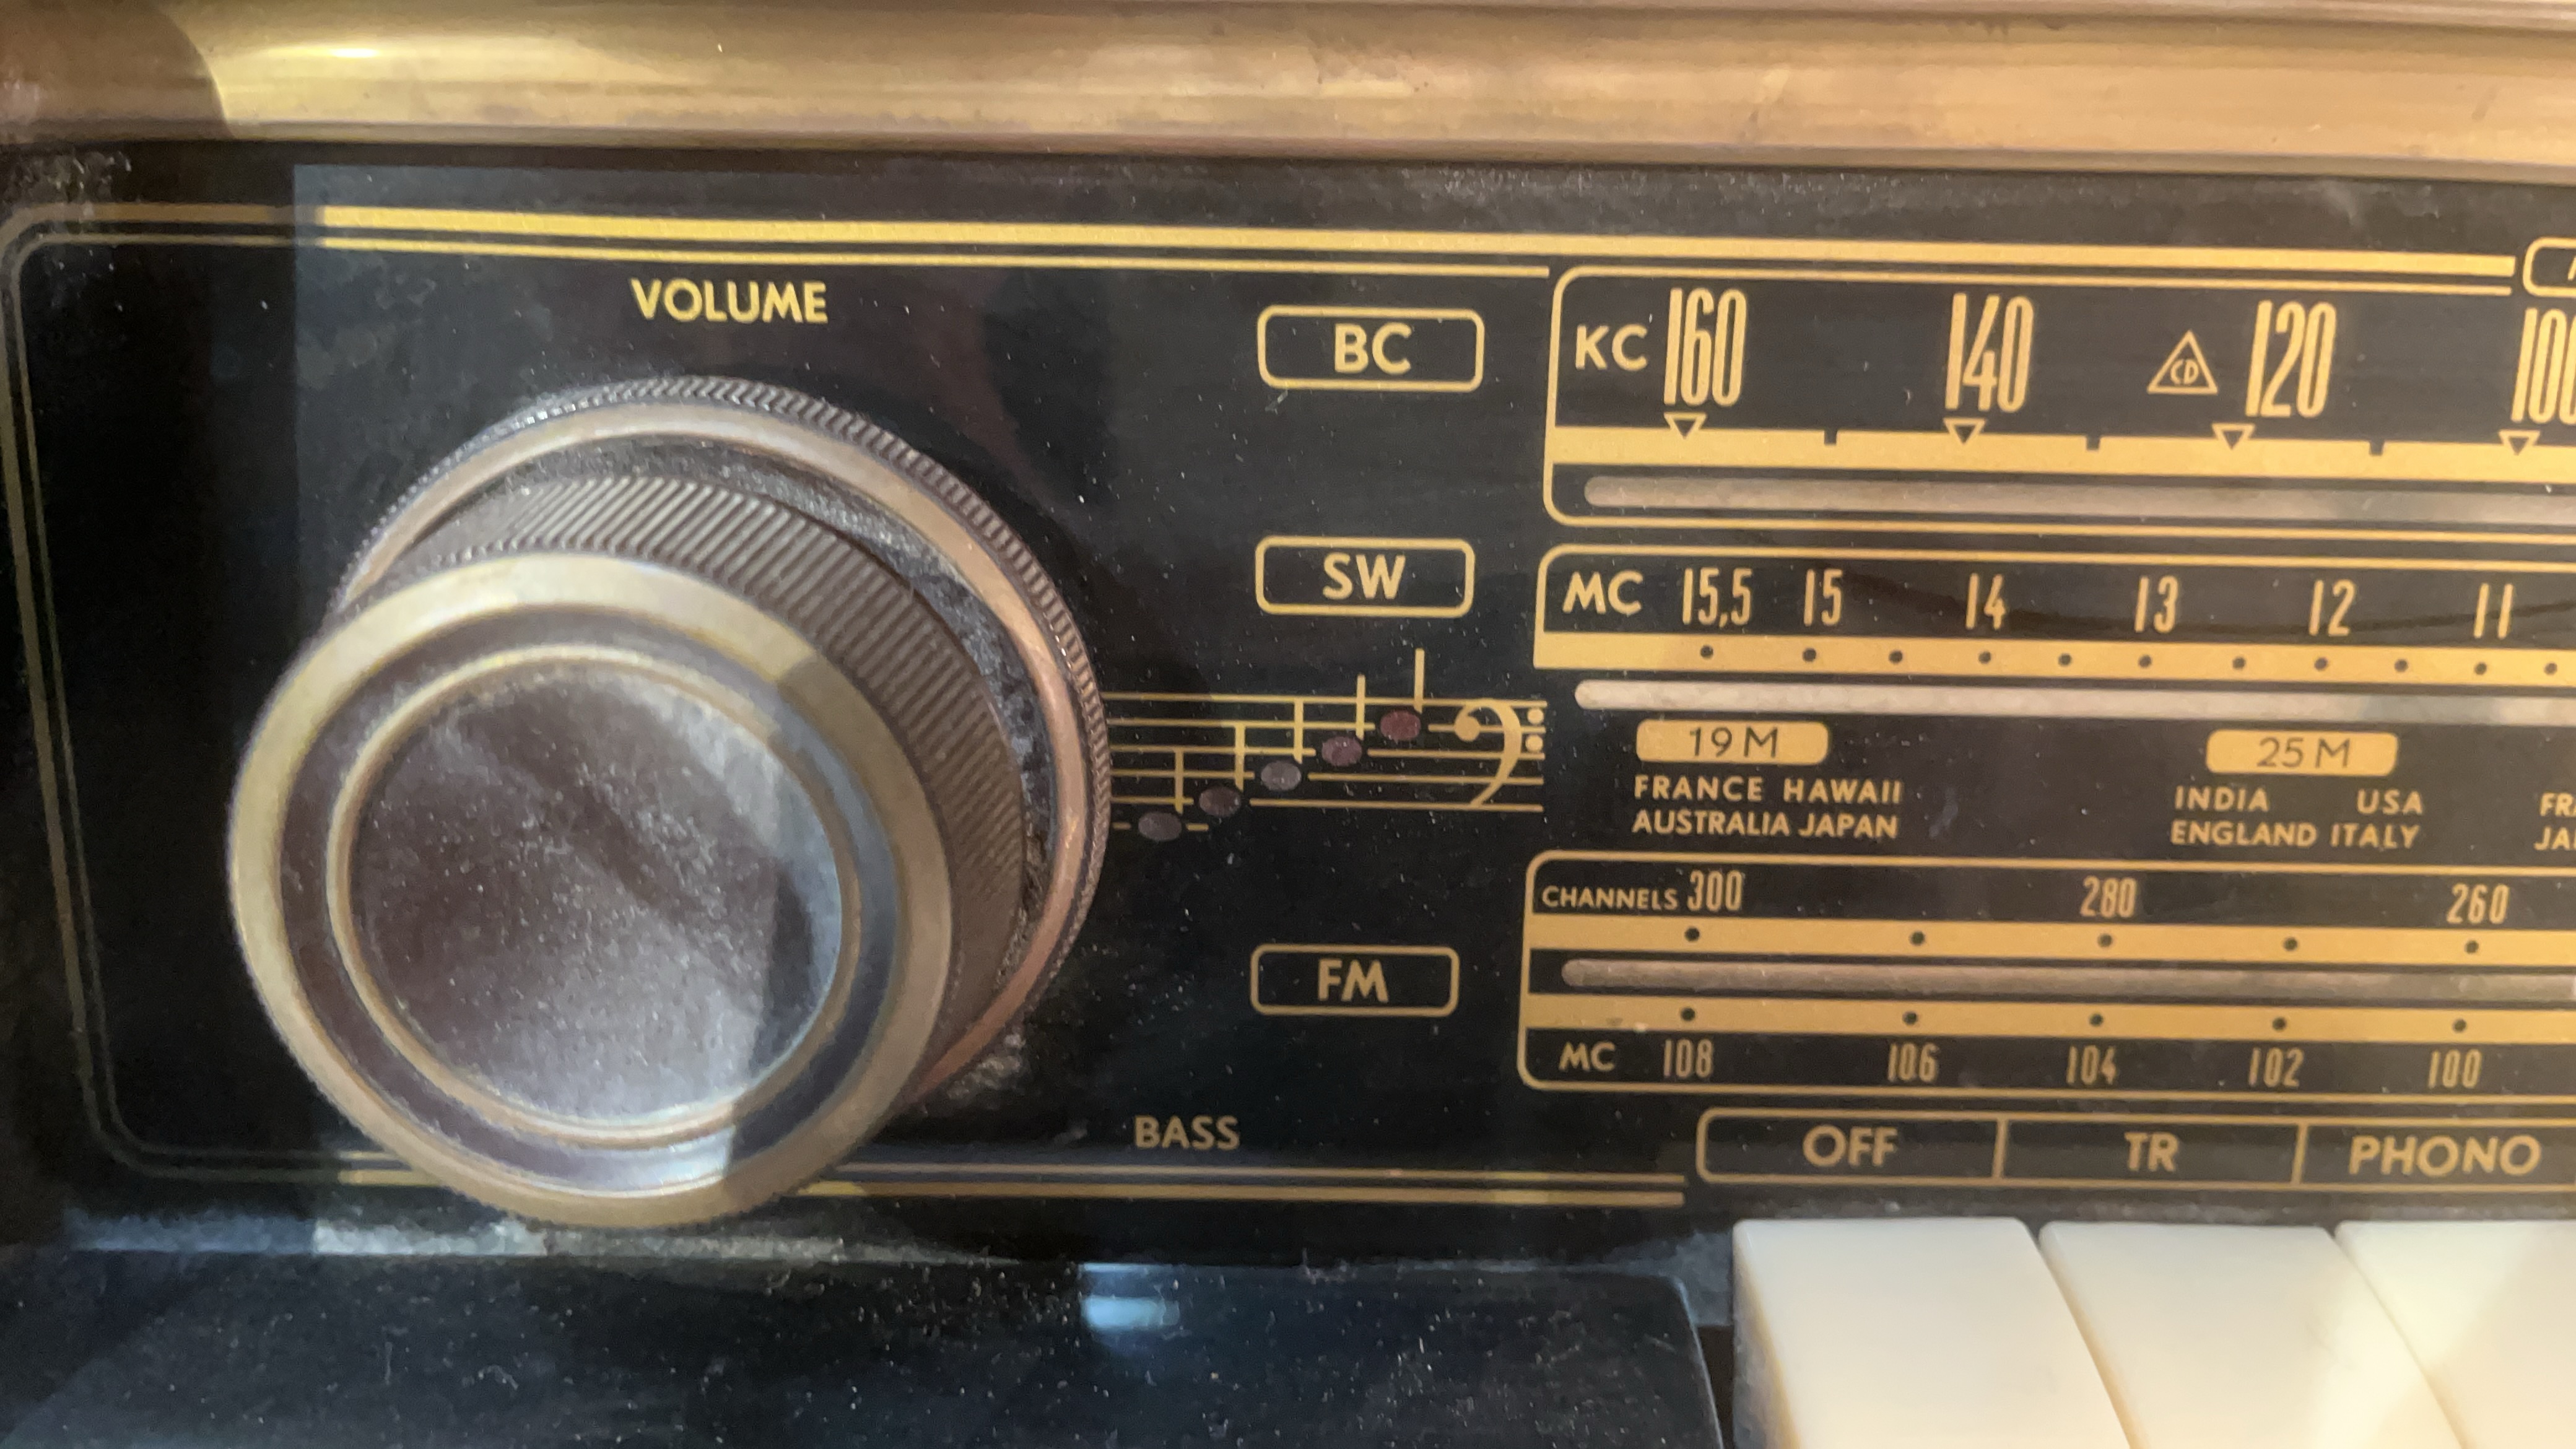 VOLUME
BC
KC 160 140 CD 120 100
SW
MC 15,5 15 14 13 12 11
19 M 25 M
FRANCE HAWAII INDIA USA
AUSTRALIA JAPAN ENGLAND ITALY
CHANNELS 300 280 260
FM
MC 108 106 104 102 100
BASS
OFF TR PHONO